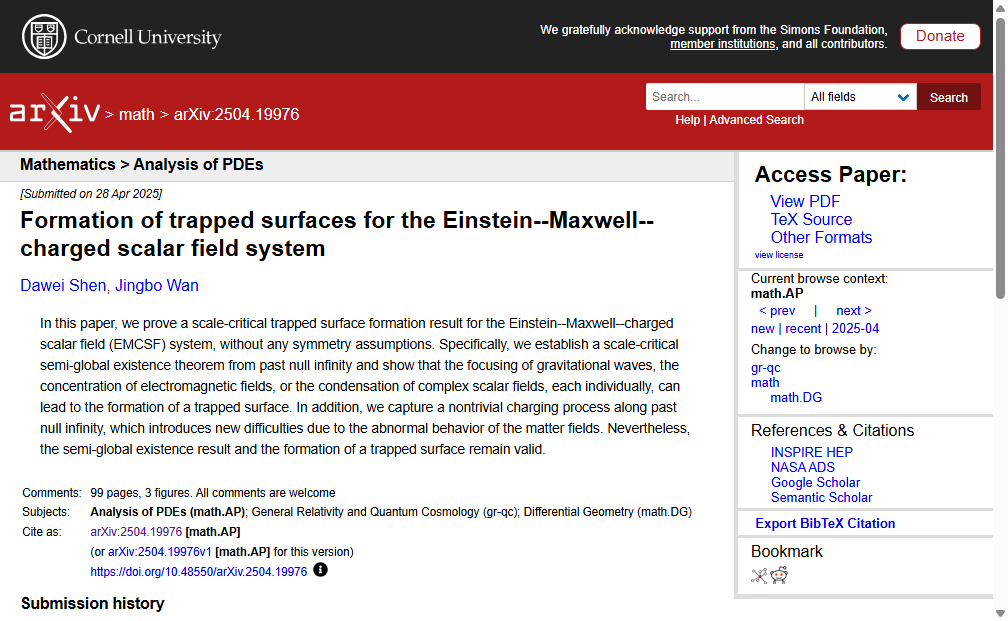 Cornell University
We gratefully acknowledge support from the Simons Foundation,
member institutions, and all contributors.
Donate
arXiv > math > arXiv:2504.19976
Search...
All fields
Search
Help | Advanced Search
Mathematics > Analysis of PDEs
[Submitted on 28 Apr 2025]
Formation of trapped surfaces for the Einstein--Maxwell--
charged scalar field system
Dawei Shen, Jingbo Wan
In this paper, we prove a scale-critical trapped surface formation result for the Einstein--Maxwell--charged
scalar field (EMCSF) system, without any symmetry assumptions. Specifically, we establish a scale-critical
semi-global existence theorem from past null infinity and show that the focusing of gravitational waves, the
concentration of electromagnetic fields, or the condensation of complex scalar fields, each individually, can
lead to the formation of a trapped surface. In addition, we capture a nontrivial charging process along past
null infinity, which introduces new difficulties due to the abnormal behavior of the matter fields. Nevertheless,
the semi-global existence result and the formation of a trapped surface remain valid.
Comments: 99 pages, 3 figures. All comments are welcome
Subjects: Analysis of PDEs (math.AP); General Relativity and Quantum Cosmology (gr-qc); Differential Geometry (math.DG)
Cite as: arXiv:2504.19976 [math.AP]
(or arXiv:2504.19976v1 [math.AP] for this version)
https://doi.org/10.48550/arXiv.2504.19976
Submission history
Access Paper:
View PDF
TeX Source
Other Formats
view license
Current browse context:
math.AP
< prev | next >
new | recent | 2025-04
Change to browse by:
gr-qc
math
math.DG
References & Citations
INSPIRE HEP
NASA ADS
Google Scholar
Semantic Scholar
Export BibTeX Citation
Bookmark